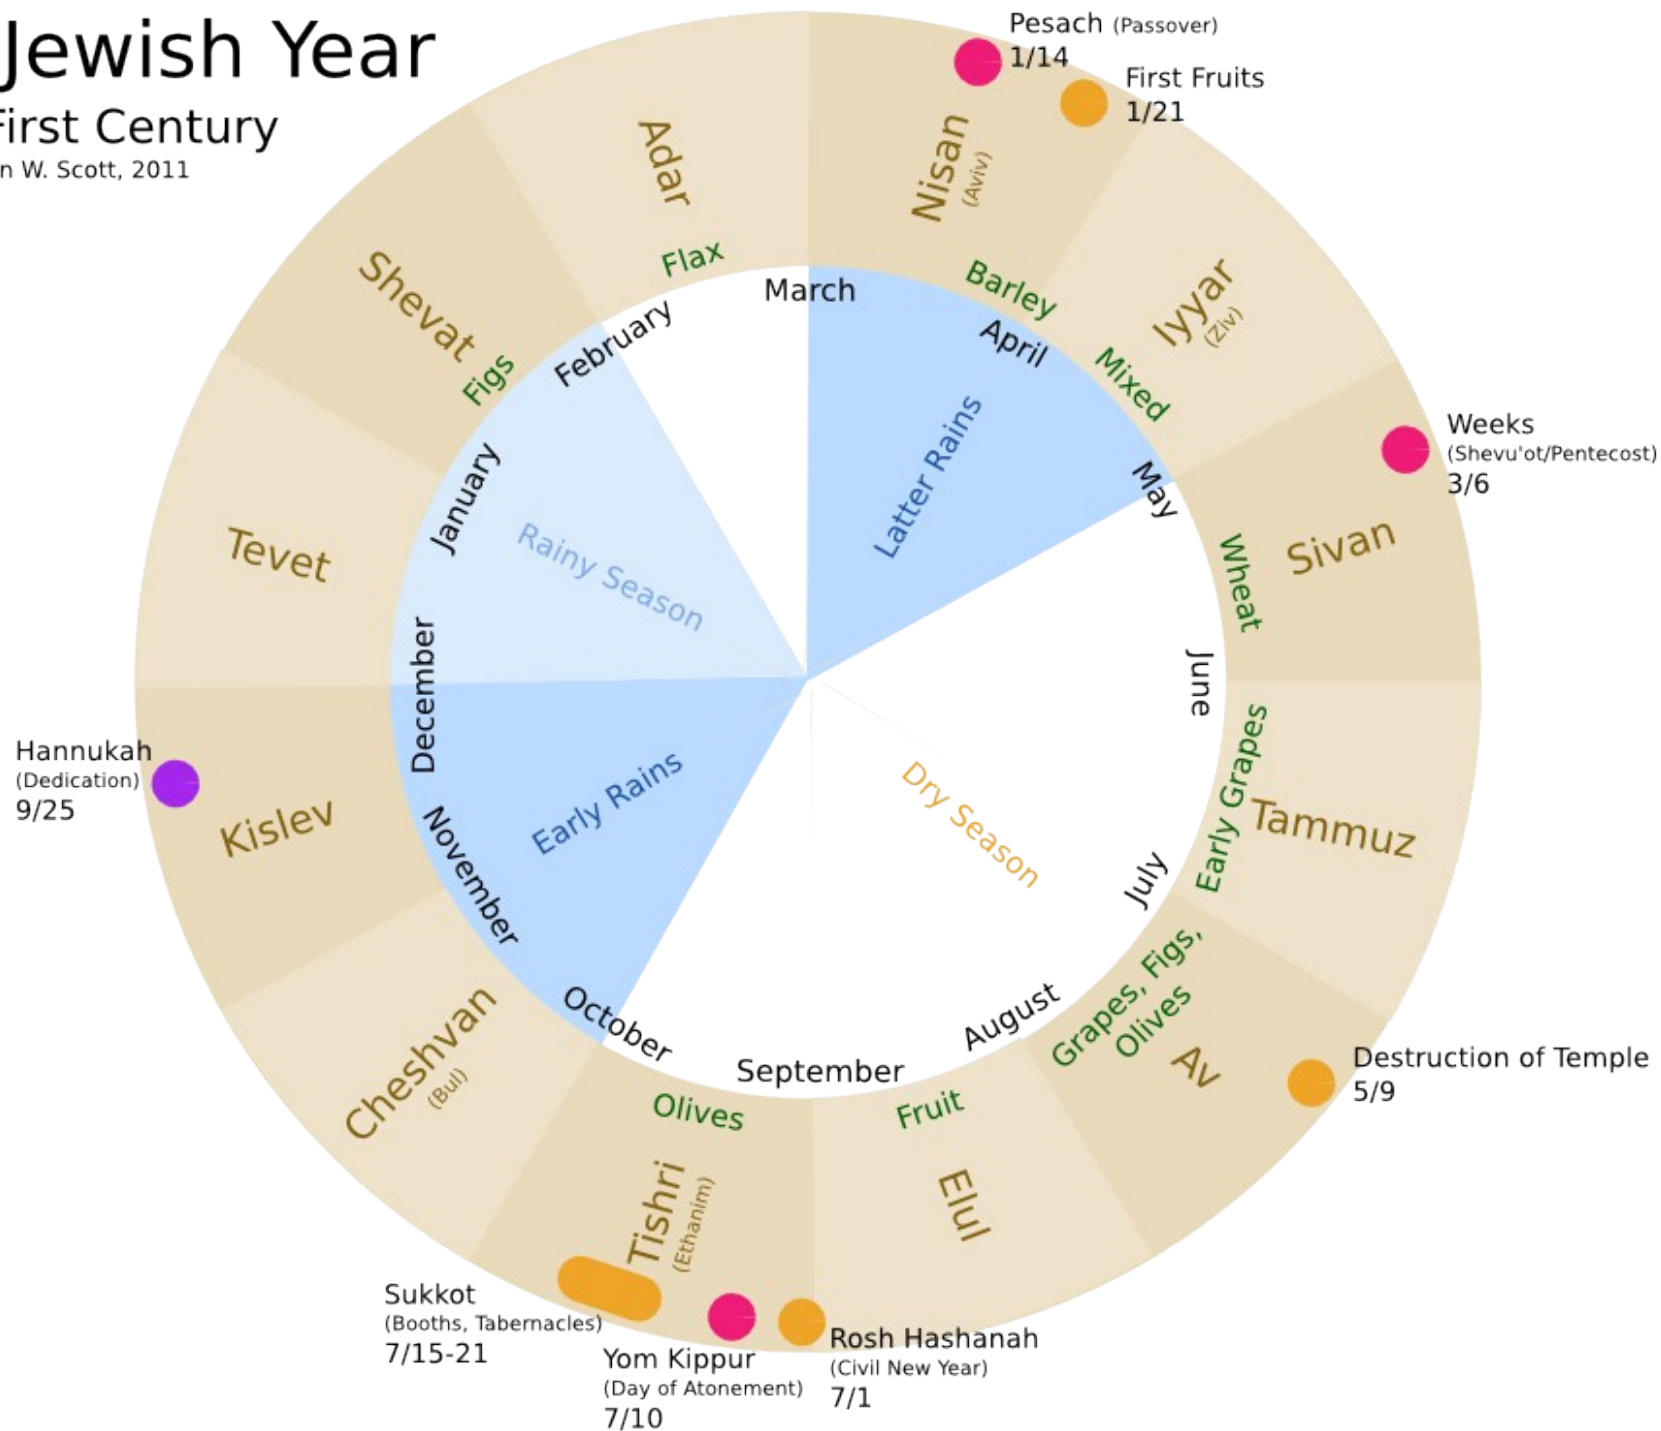 Jewish Year
First Century
n W. Scott, 2011
Pesach (Passover)
1/14
First Fruits
1/21
Nisan
(Aviv)
Barley
Iyyar
(Ziv)
Mixed
Weeks
(Shevu'ot/Pentecost)
3/6
Sivan
Wheat
Tammuz
Early Grapes
Av
Grapes, Figs,
Olives
Destruction of Temple
5/9
Elul
Fruit
Rosh Hashanah
(Civil New Year)
7/1
Yom Kippur
(Day of Atonement)
7/10
Sukkot
(Booths, Tabernacles)
7/15-21
Tishri
(Ethanim)
Olives
Cheshvan
(Bul)
Kislev
Hannukah
(Dedication)
9/25
Tevet
Shevat
Figs
Adar
Flax
March
April
May
June
July
August
September
October
November
December
January
February
Latter Rains
Dry Season
Early Rains
Rainy Season